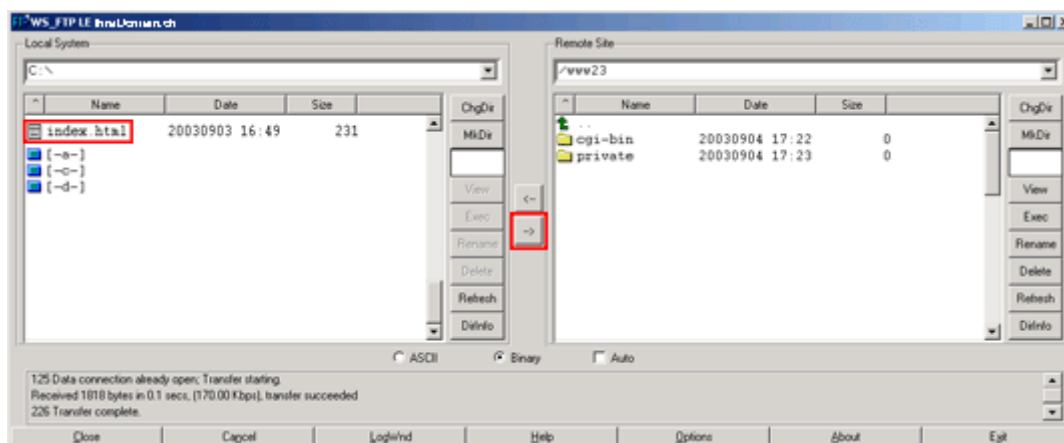 WS_FTP LE IhreDomain.ch
Local System
Remote Site
C:\
/www23
^ Name Date Size
^ Name Date Size
ChgDir
ChgDir
index.html 20030903 16:49 231
..
MkDir
MkDir
[-a-]
cgi-bin 20030904 17:22 0
[-c-]
private 20030904 17:23 0
[-d-]
View
View
<-
Exec
Exec
->
Rename
Rename
Delete
Delete
Refresh
Refresh
DirInfo
DirInfo
ASCII Binary Auto
125 Data connection already open; Transfer starting.
Received 1818 bytes in 0.1 secs, (170.00 Kbps), transfer succeeded
226 Transfer complete.
Close Cancel LogWnd Help Options About Exit